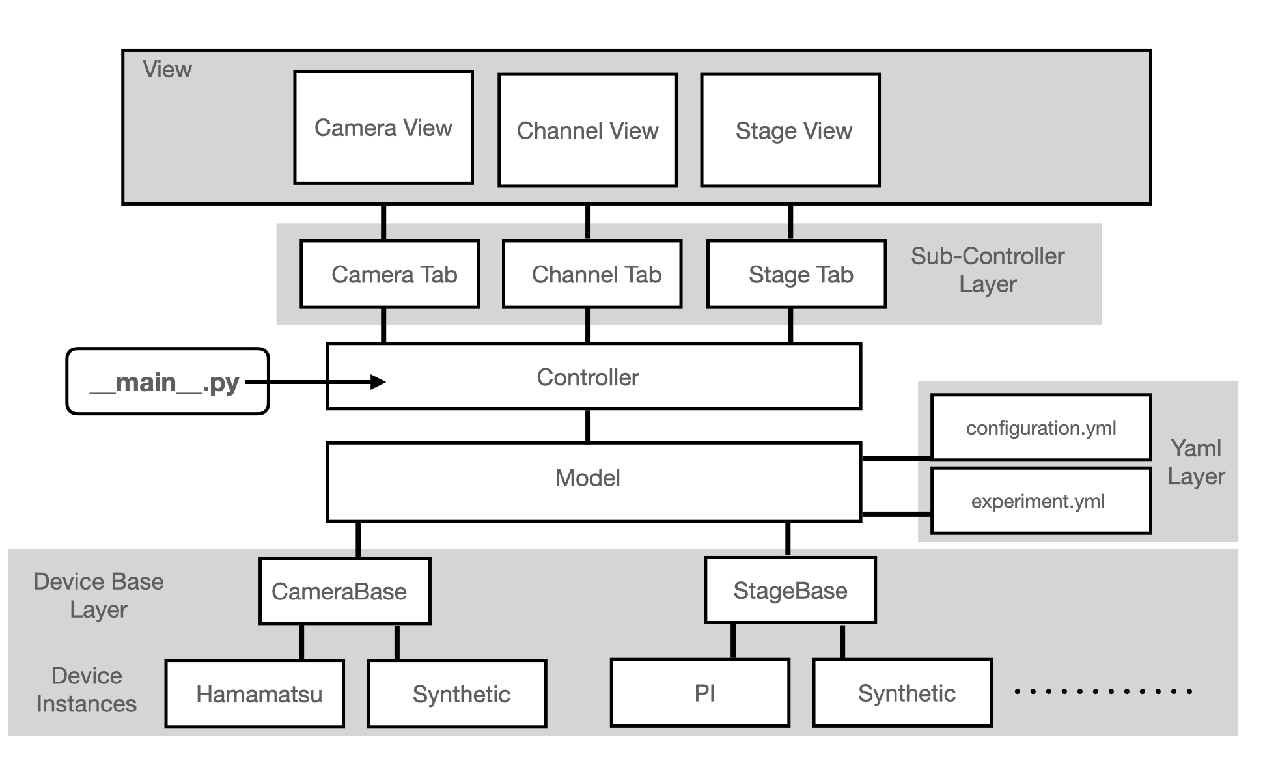 View
Camera View
Channel View
Stage View
Camera Tab
Channel Tab
Stage Tab
Sub-Controller
Layer
__main__.py
Controller
Model
configuration.yml
experiment.yml
Yaml
Layer
Device Base
Layer
CameraBase
StageBase
Device
Instances
Hamamatsu
Synthetic
PI
Synthetic